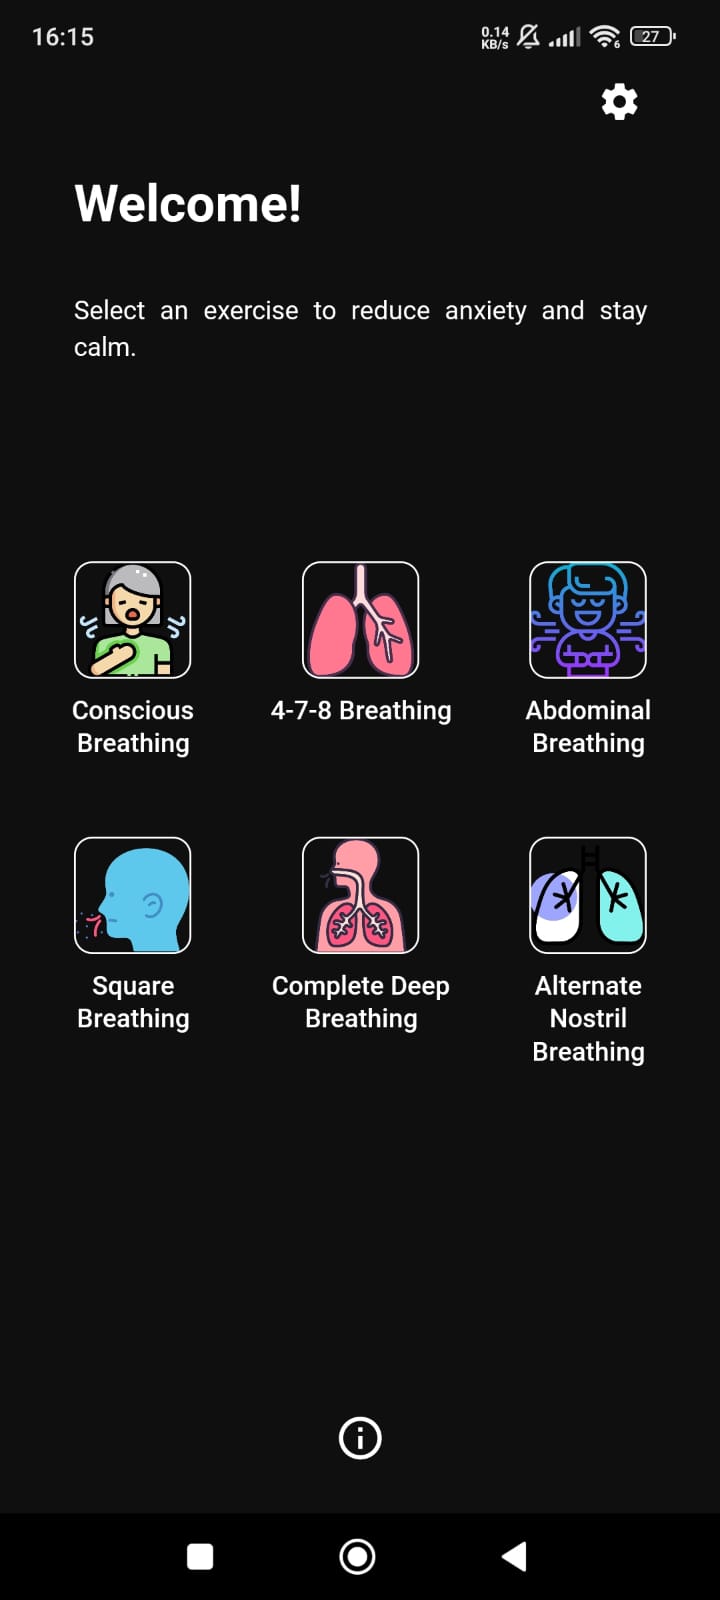 16:15
0.14
KB/s
6
27
Welcome!
Select an exercise to reduce anxiety and stay
calm.
Conscious
Breathing
4-7-8 Breathing
Abdominal
Breathing
Square
Breathing
Complete Deep
Breathing
Alternate
Nostril
Breathing